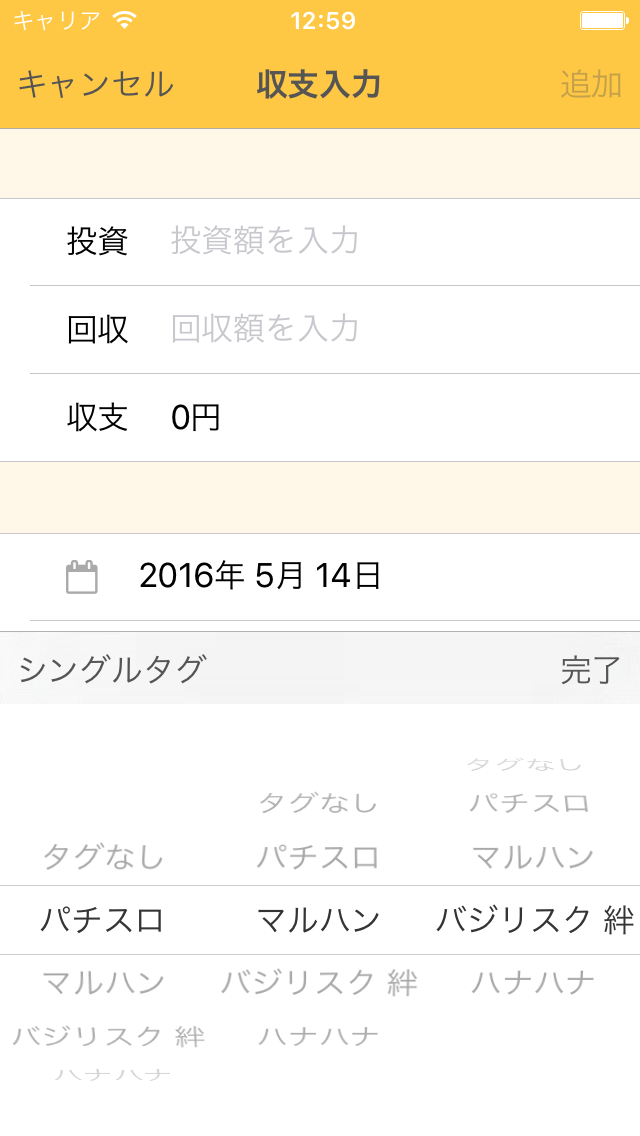 キャリア 12:59
キャンセル 収支入力 追加
投資 投資額を入力
回収 回収額を入力
収支 0円
2016年 5月 14日
シングルタグ 完了
タグなし
タグなし パチスロ
タグなし パチスロ マルハン
パチスロ マルハン バジリスク 絆
マルハン バジリスク 絆 ハナハナ
バジリスク 絆 ハナハナ
ハナハナ